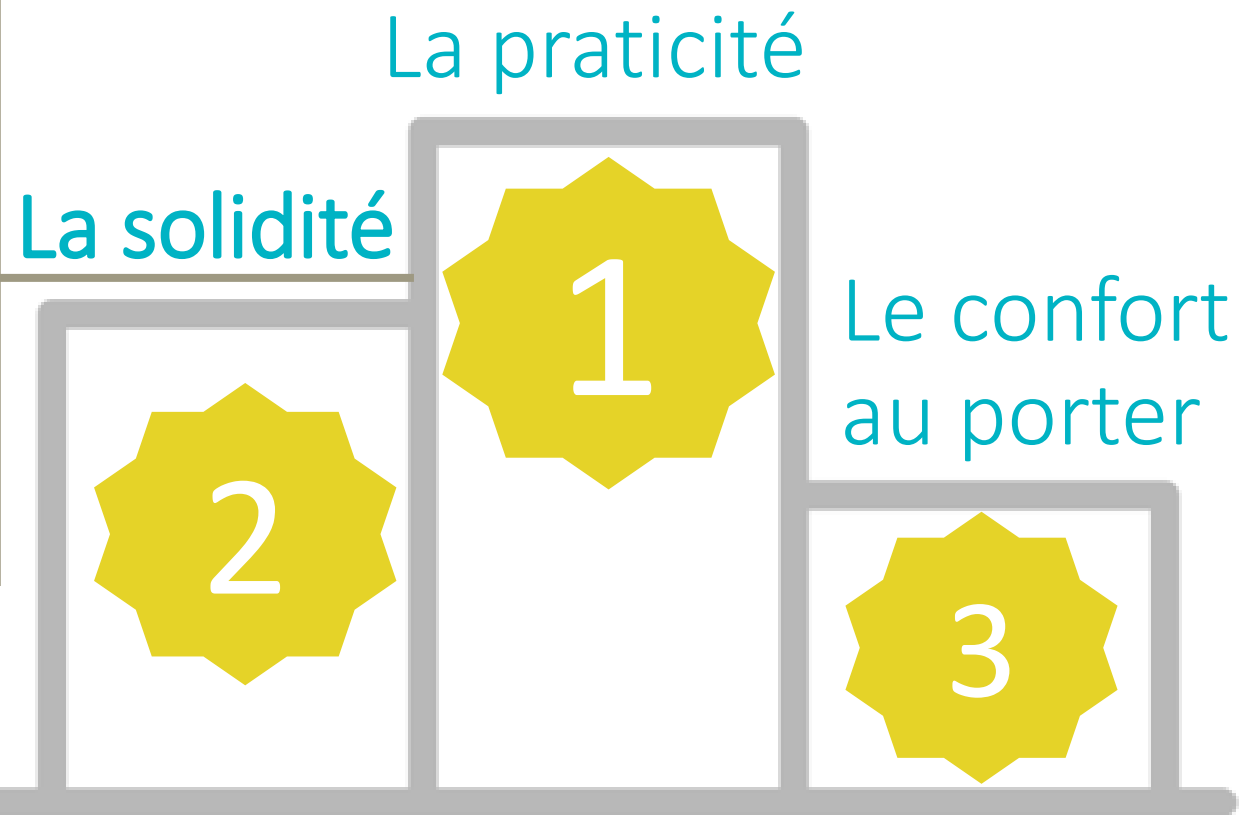 La praticité
La solidité
1
Le confort
au porter
2
3